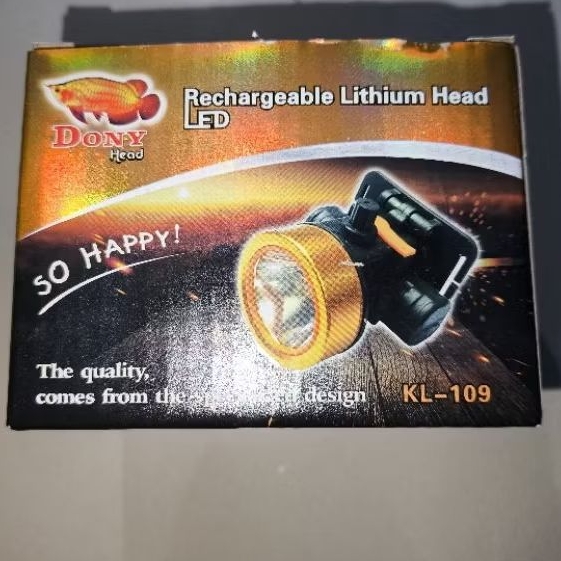 DONY
Head
Rechargeable Lithium Head
LED
SO HAPPY!
The quality,
comes from the design
KL-109